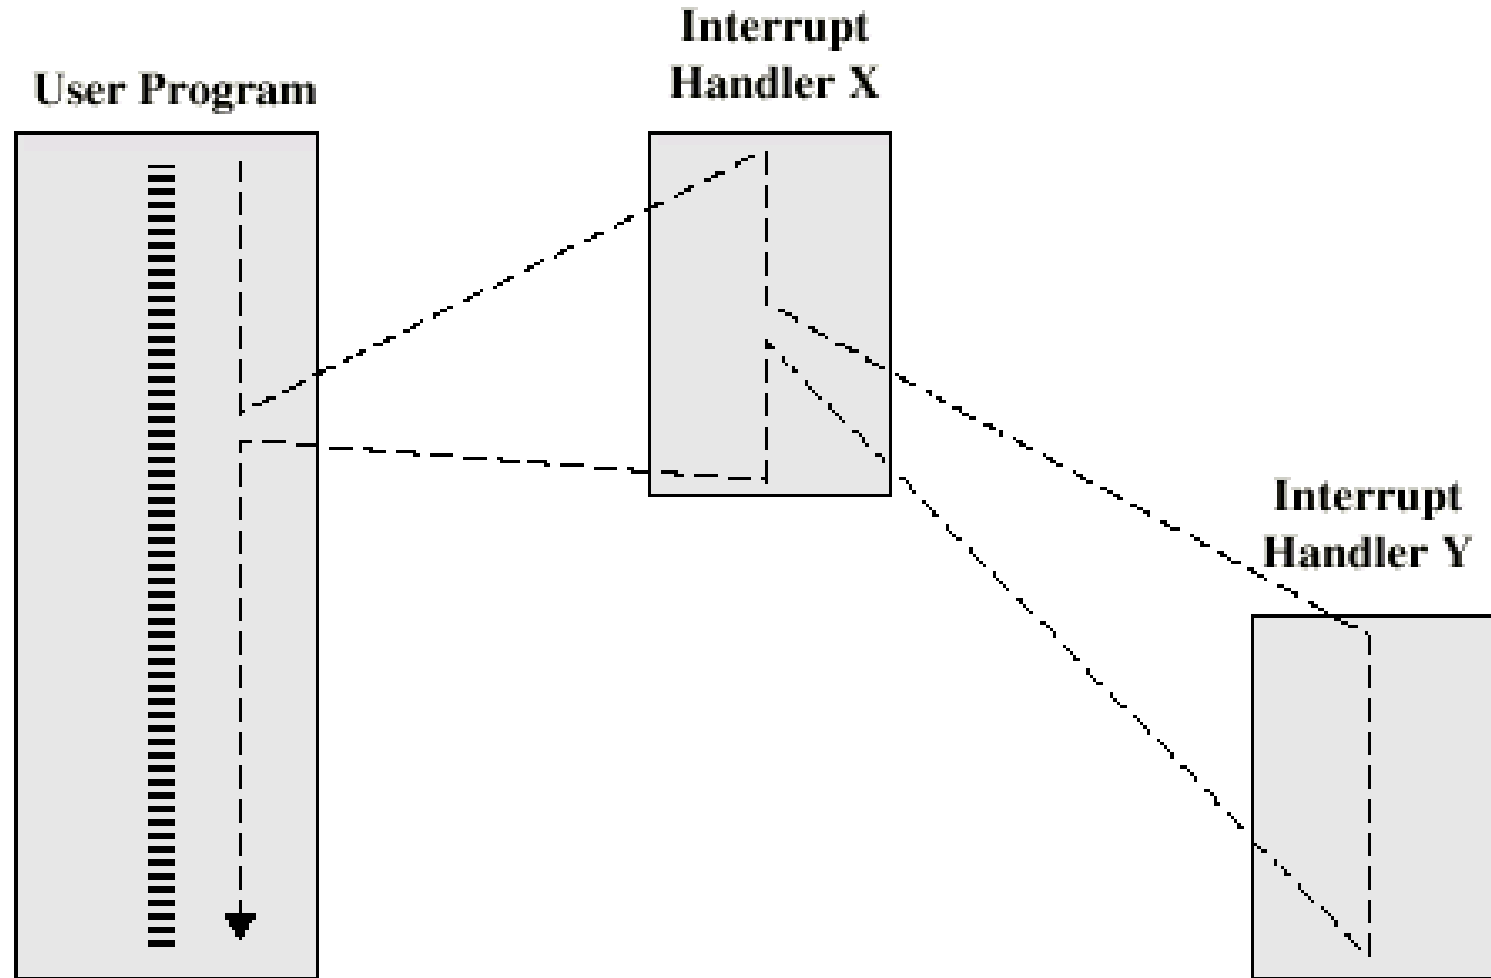 User Program
Interrupt
Handler X
Interrupt
Handler Y